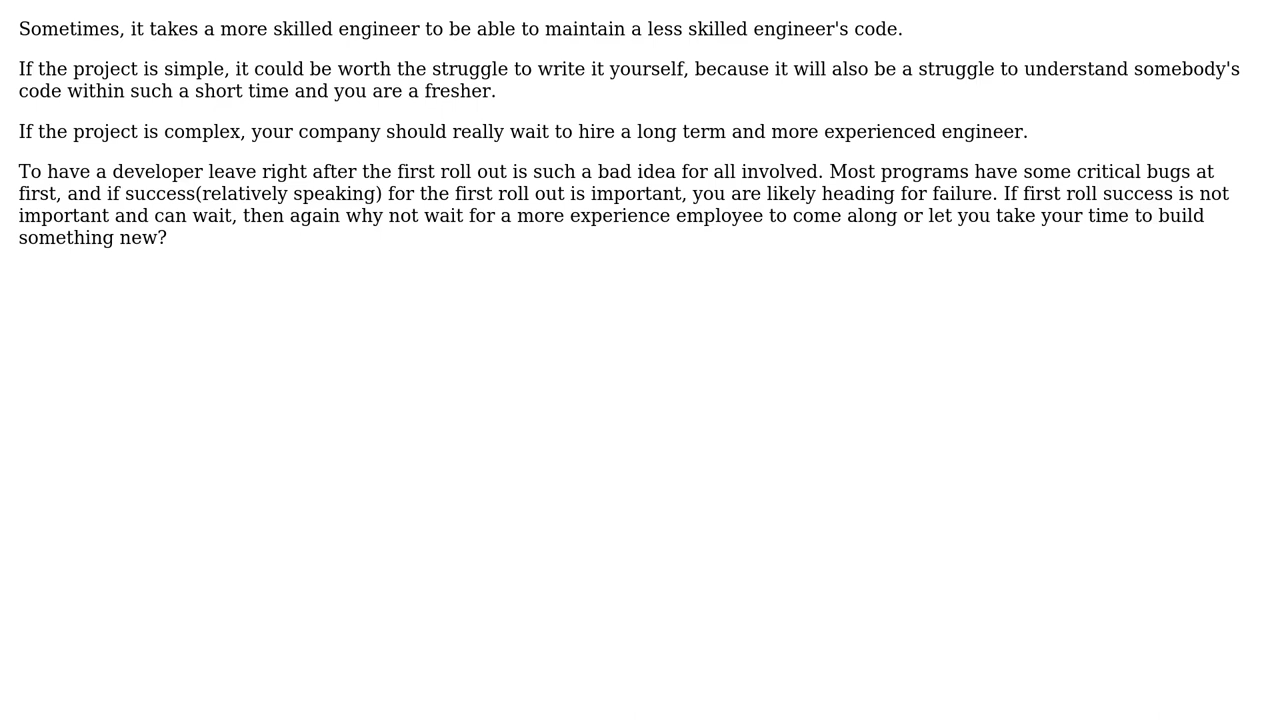 Sometimes, it takes a more skilled engineer to be able to maintain a less skilled engineer's code.
If the project is simple, it could be worth the struggle to write it yourself, because it will also be a struggle to understand somebody's
code within such a short time and you are a fresher.
If the project is complex, your company should really wait to hire a long term and more experienced engineer.
To have a developer leave right after the first roll out is such a bad idea for all involved. Most programs have some critical bugs at
first, and if success(relatively speaking) for the first roll out is important, you are likely heading for failure. If first roll success is not
important and can wait, then again why not wait for a more experience employee to come along or let you take your time to build
something new?